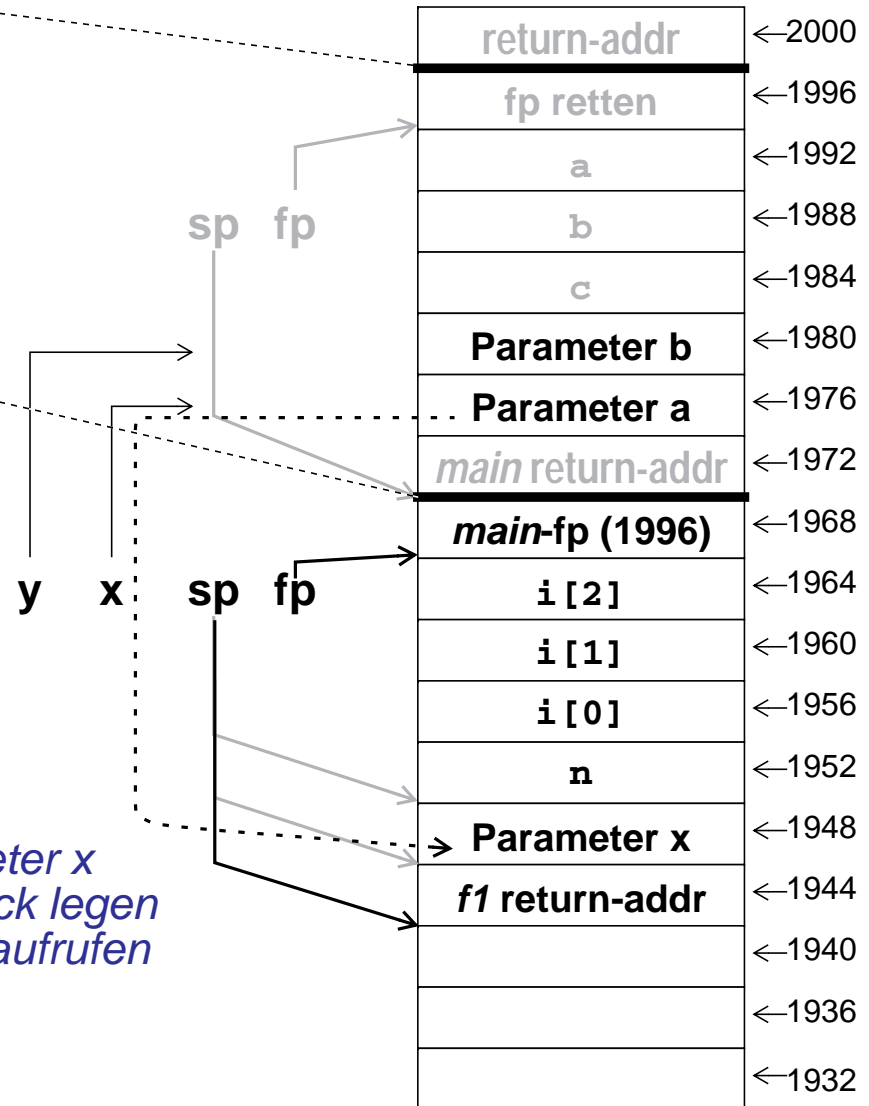 return-addr ←2000
fp retten ←1996
a ←1992
sp fp b ←1988
c ←1984
Parameter b ←1980
Parameter a ←1976
main return-addr ←1972
main-fp (1996) ←1968
y x sp fp i[2] ←1964
i[1] ←1960
i[0] ←1956
n ←1952
Parameter x ←1948
eter x
ck legen
aufrufen
f1 return-addr ←1944
←1940
←1936
←1932